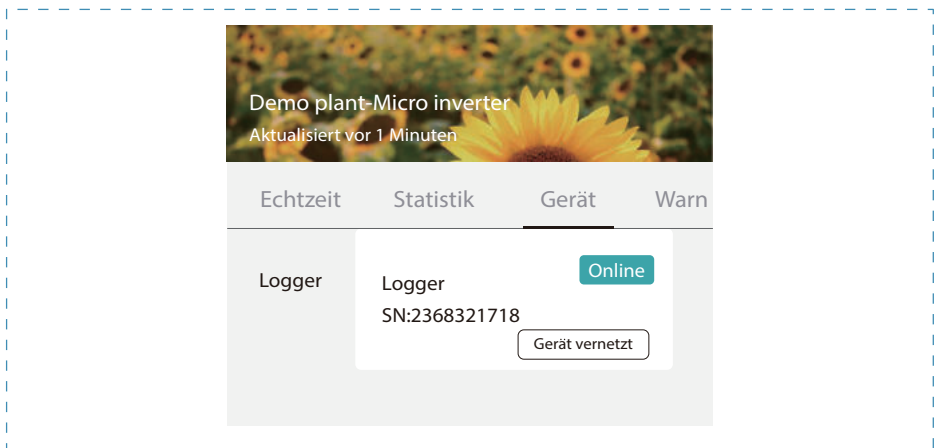 Demo plant-Micro inverter
Aktualisiert vor 1 Minuten
Echtzeit Statistik Gerät Warn
Logger
Logger
Online
SN:2368321718
Gerät vernetzt